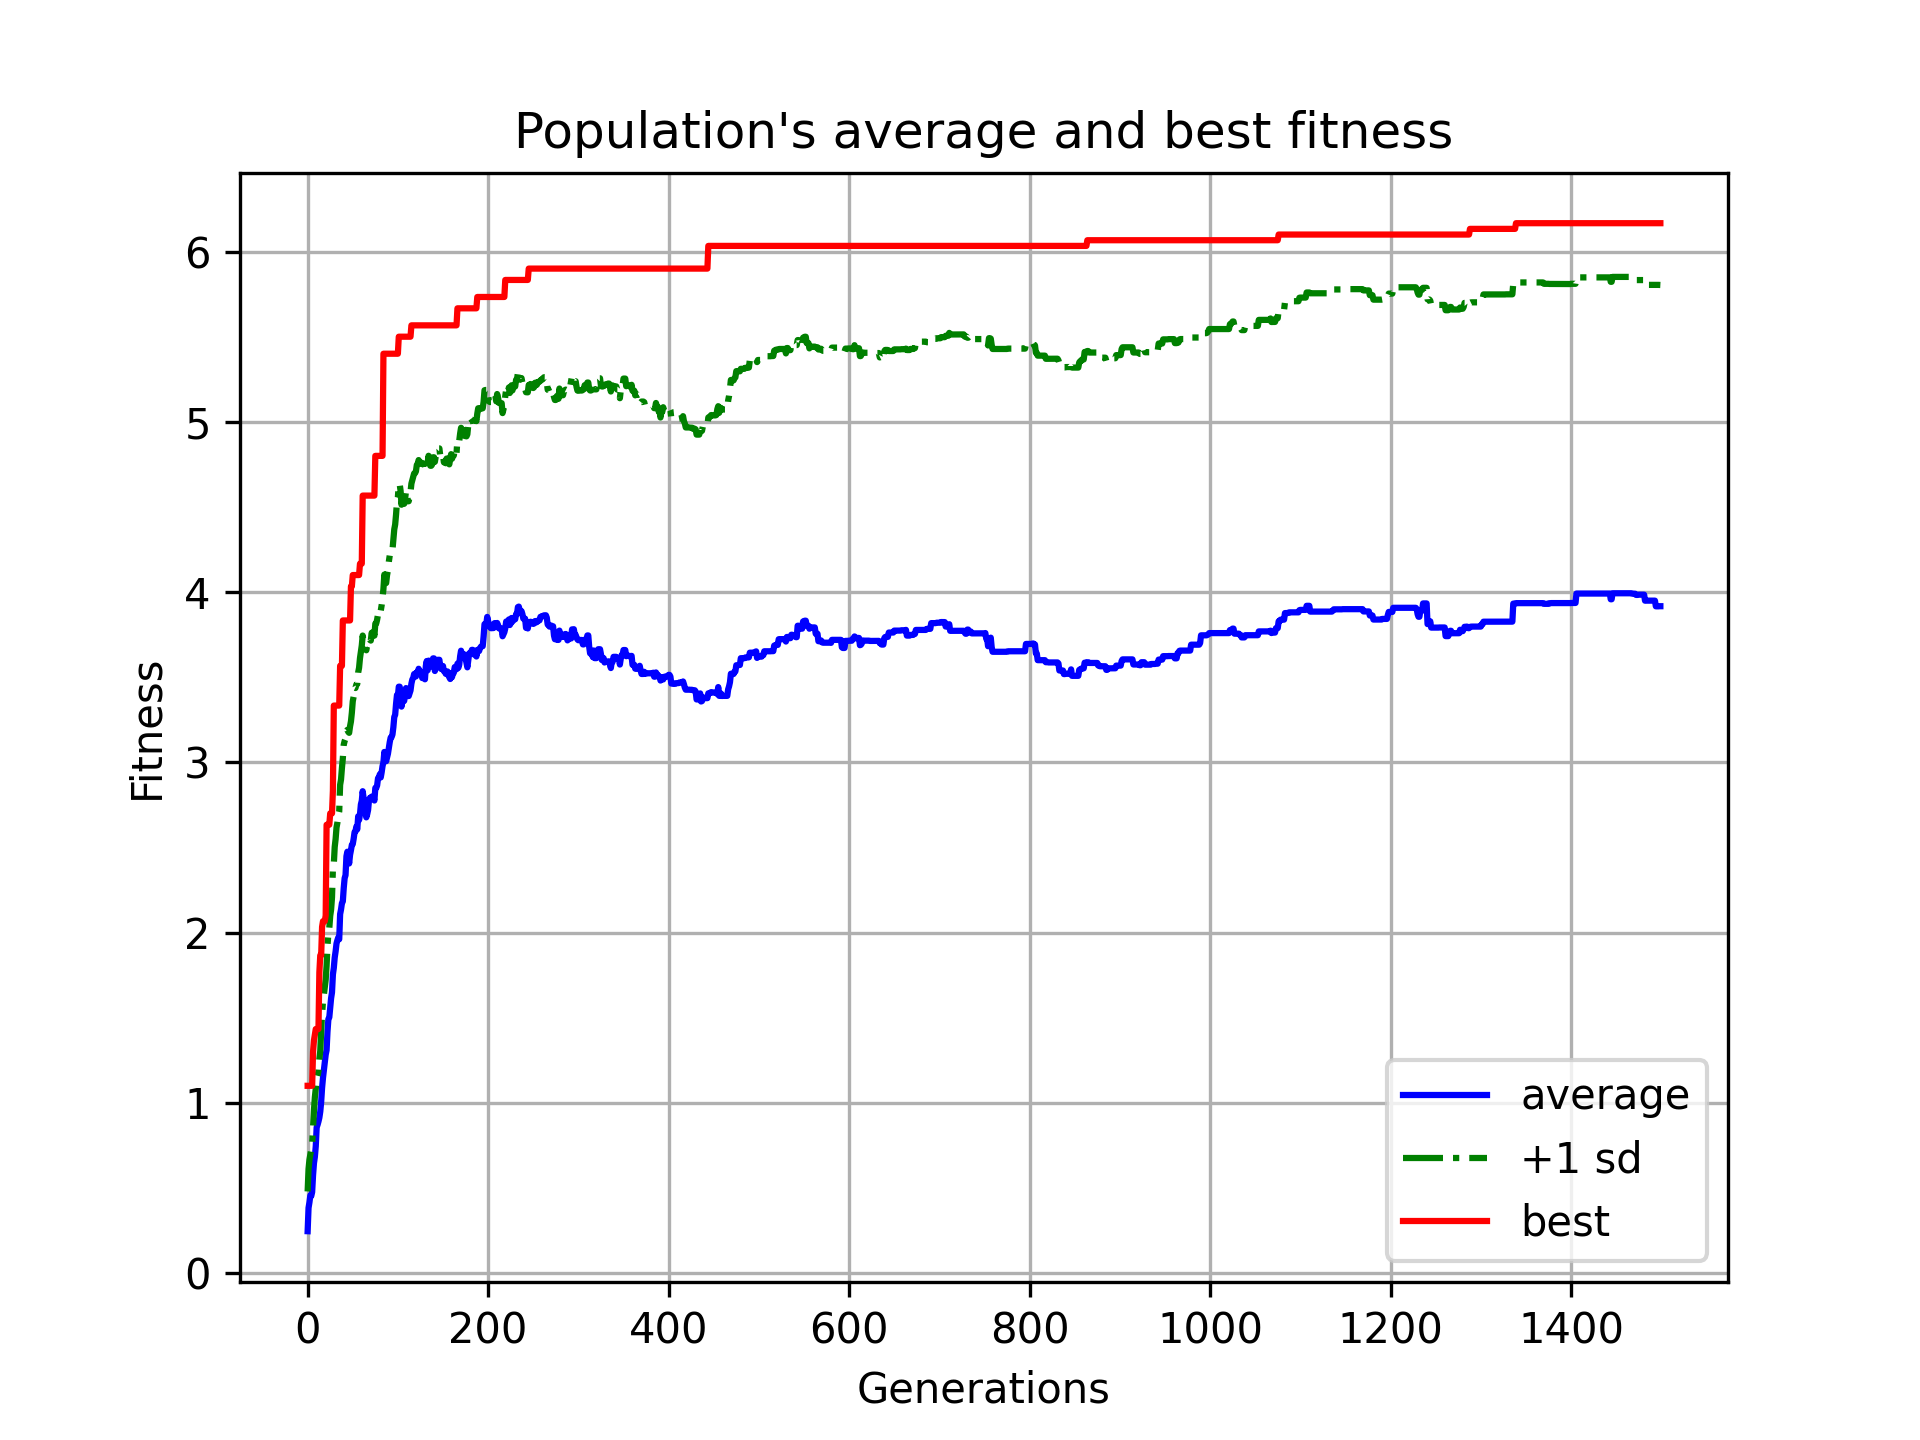 Population's average and best fitness
6
5
4
3
2
1
0
Fitness
average
+1 sd
best
0 200 400 600 800 1000 1200 1400
Generations